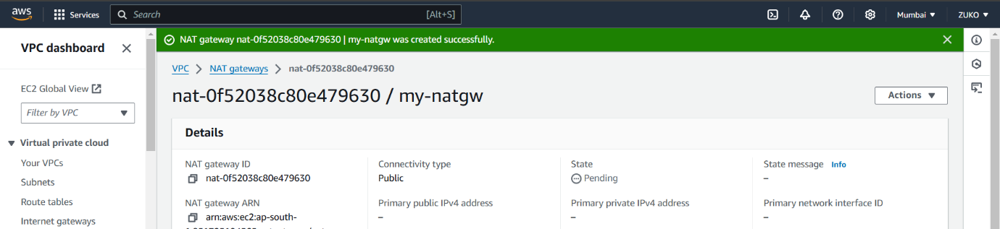 aws Services Search [Alt+S] Mumbai ZUKO
VPC dashboard
EC2 Global View
Filter by VPC
Virtual private cloud
Your VPCs
Subnets
Route tables
Internet gateways
NAT gateway nat-0f52038c80e479630 | my-natgw was created successfully.
VPC NAT gateways nat-0f52038c80e479630
nat-0f52038c80e479630 / my-natgw
Actions
Details
NAT gateway ID
nat-0f52038c80e479630
Connectivity type
Public
State
Pending
State message Info
–
NAT gateway ARN
arn:aws:ec2:ap-south-
Primary public IPv4 address
–
Primary private IPv4 address
–
Primary network interface ID
–